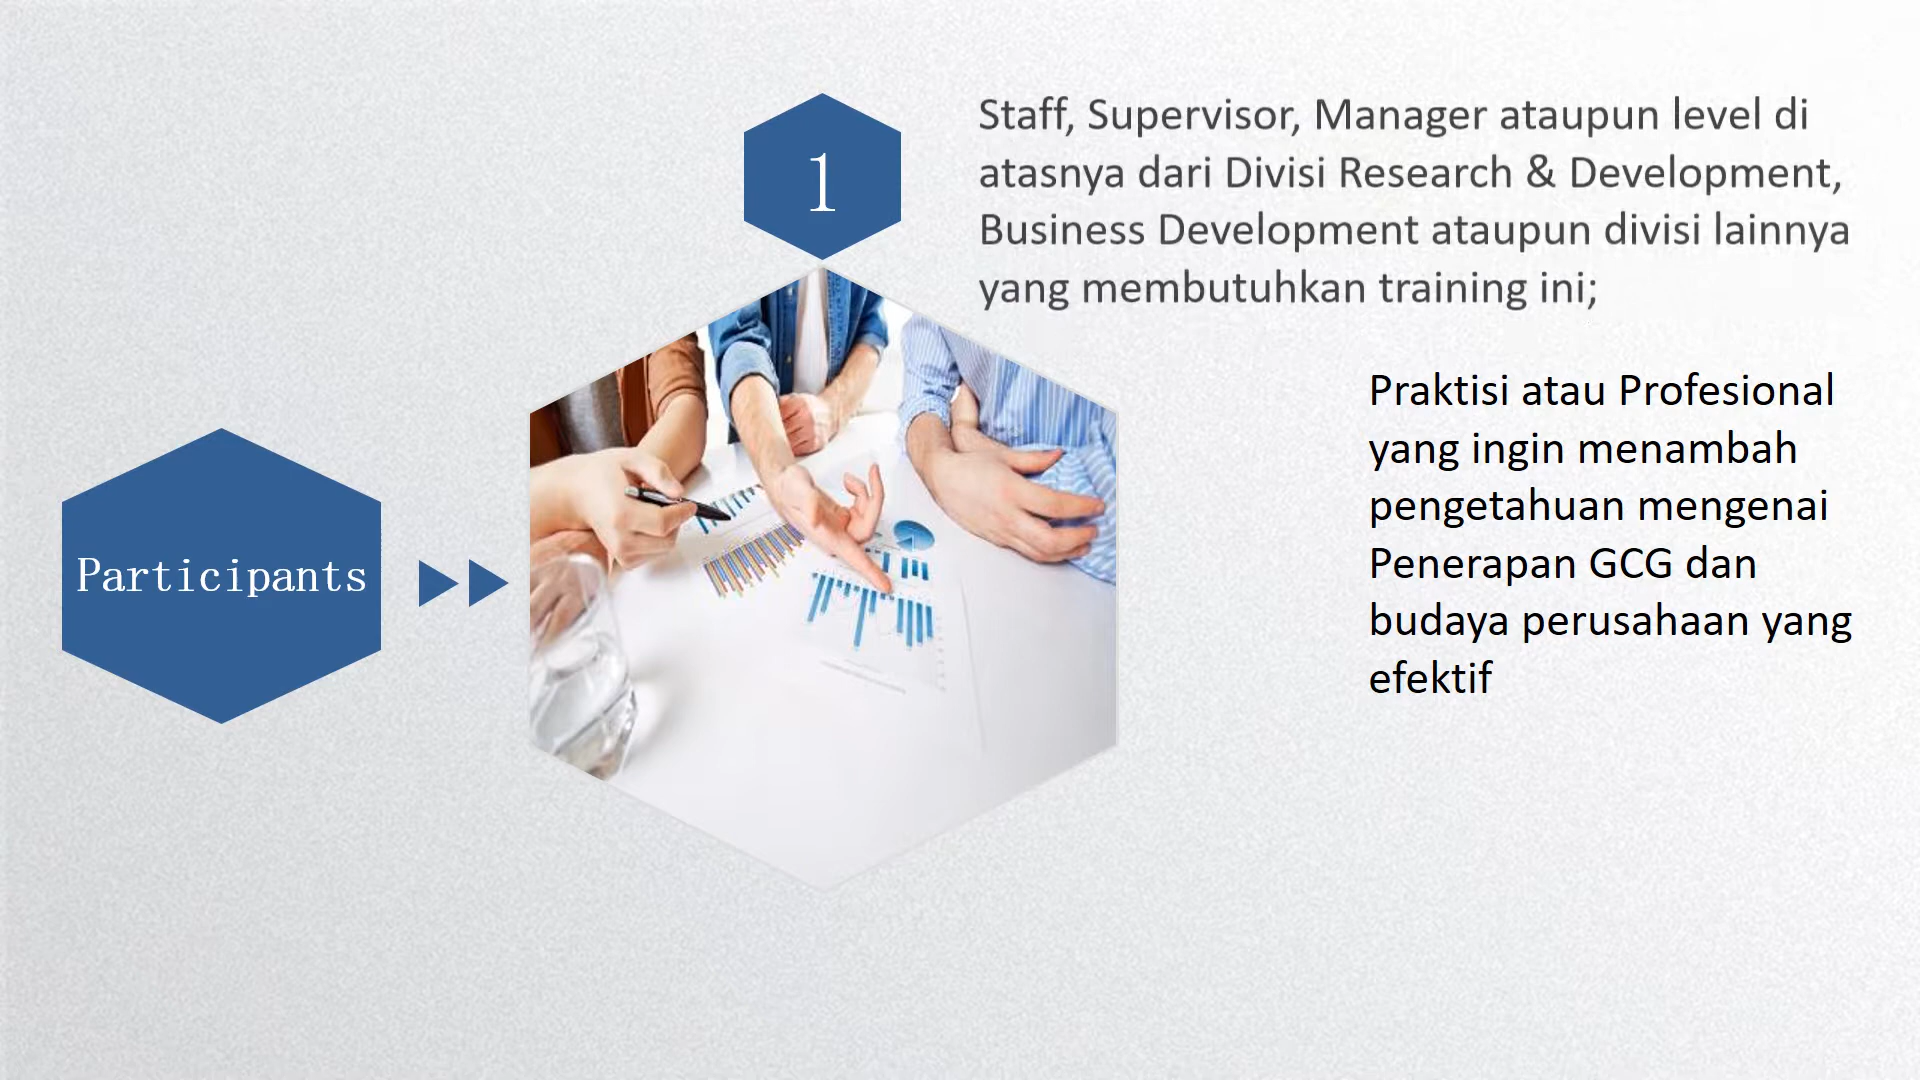 1
Staff, Supervisor, Manager ataupun level di
atasnya dari Divisi Research & Development,
Business Development ataupun divisi lainnya
yang membutuhkan training ini;
Participants
Praktisi atau Profesional
yang ingin menambah
pengetahuan mengenai
Penerapan GCG dan
budaya perusahaan yang
efektif